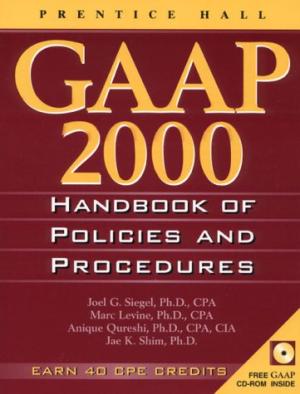 PRENTICE HALL
GAAP
2000
HANDBOOK OF
POLICIES AND
PROCEDURES
Joel G. Siegel, Ph.D., CPA
Marc Levine, Ph.D., CPA
Anique Qureshi, Ph.D., CPA, CIA
Jae K. Shim, Ph.D.
EARN 40 CPE CREDITS
FREE GAAP
CD-ROM INSIDE